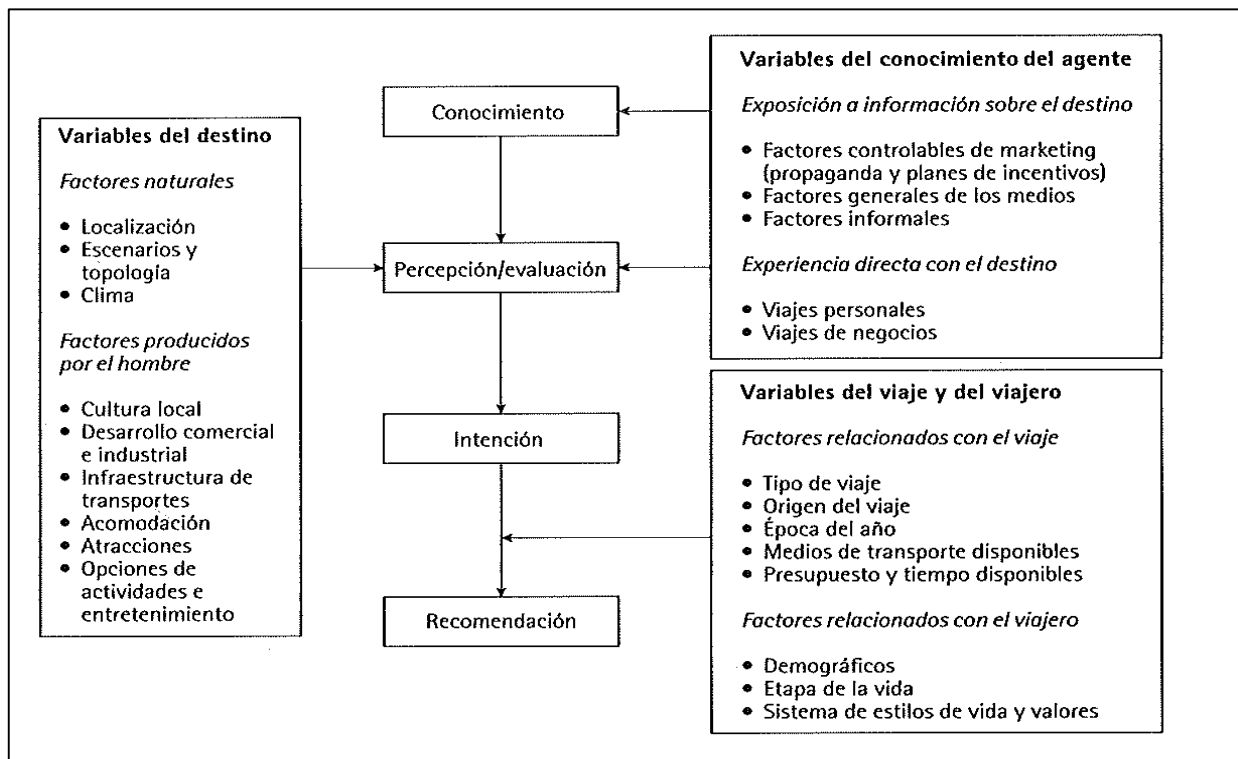 Variables del destino
Factores naturales
• Localización
• Escenarios y
topología
• Clima
Factores producidos
por el hombre
• Cultura local
• Desarrollo comercial
e industrial
• Infraestructura de
transportes
• Acomodación
• Atracciones
• Opciones de
actividades e
entretenimiento
Conocimiento
Percepción/evaluación
Intención
Recomendación
Variables del conocimiento del agente
Exposición a información sobre el destino
• Factores controlables de marketing
(propaganda y planes de incentivos)
• Factores generales de los medios
• Factores informales
Experiencia directa con el destino
• Viajes personales
• Viajes de negocios
Variables del viaje y del viajero
Factores relacionados con el viaje
• Tipo de viaje
• Origen del viaje
• Época del año
• Medios de transporte disponibles
• Presupuesto y tiempo disponibles
Factores relacionados con el viajero
• Demográficos
• Etapa de la vida
• Sistema de estilos de vida y valores